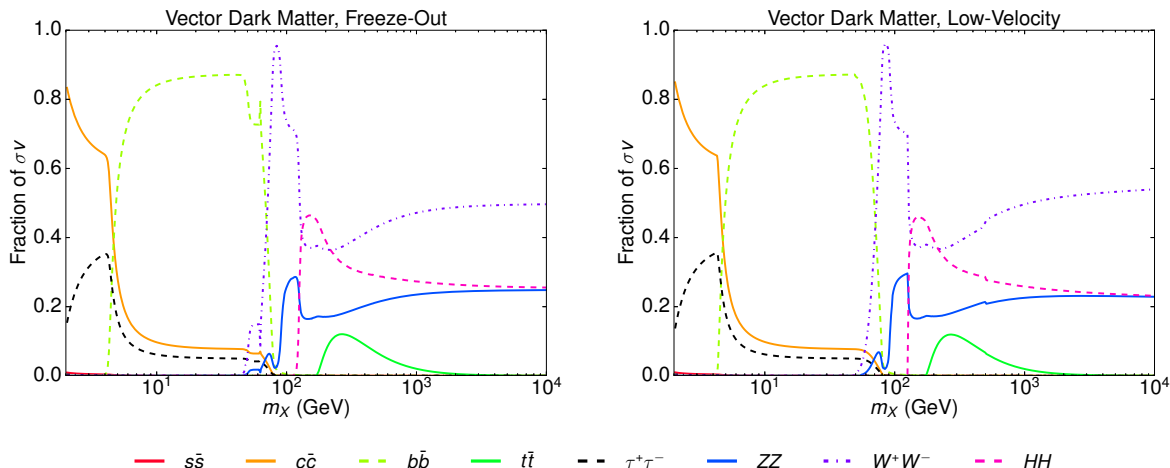 Vector Dark Matter, Freeze-Out
1.0
0.8
0.6
0.4
0.2
0.0
Fraction of σv
10¹
10²
10³
10⁴
m_X (GeV)
Vector Dark Matter, Low-Velocity
1.0
0.8
0.6
0.4
0.2
0.0
Fraction of σv
10¹
10²
10³
10⁴
m_X (GeV)
ss̄ cc̄ bb̄ tt̄ τ⁺τ⁻ ZZ W⁺W⁻ HH